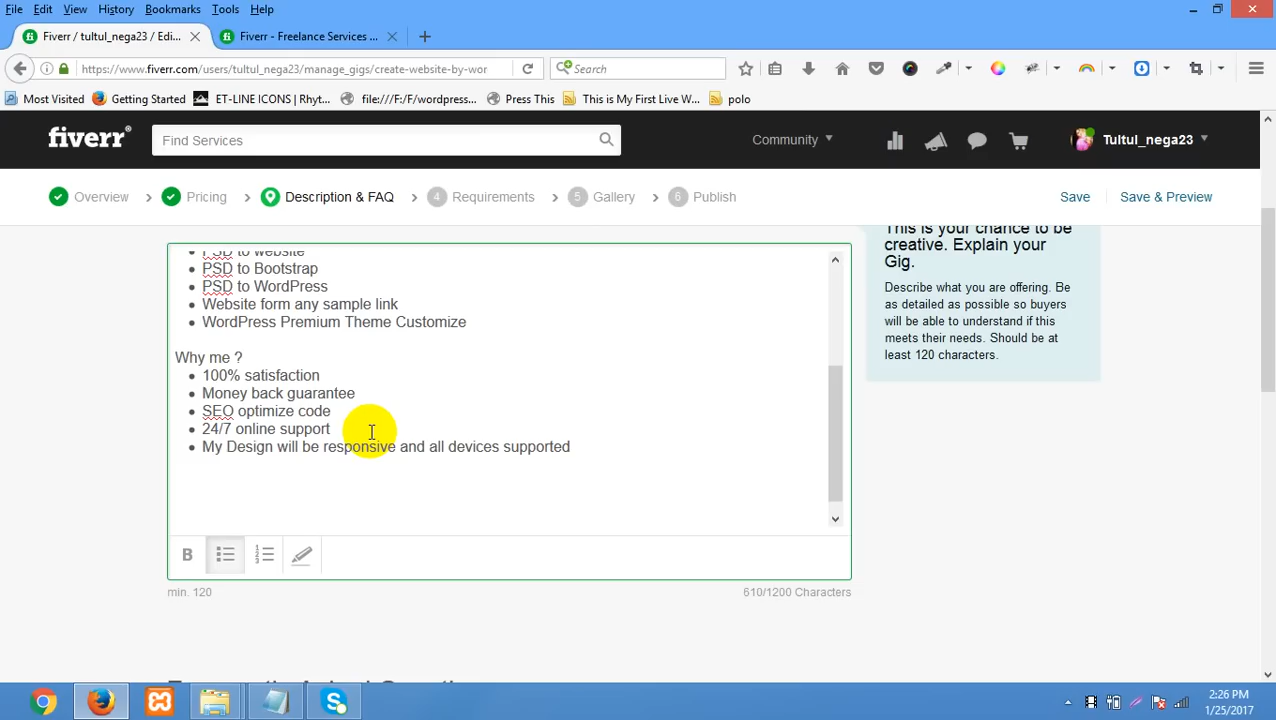 File Edit View History Bookmarks Tools Help
Fiverr / tultul_nega23 / Edi...
Fiverr - Freelance Services ...
https://www.fiverr.com/users/tultul_nega23/manage_gigs/create-website-by-wor
Search
Most Visited
Getting Started
ET-LINE ICONS | Rhyt...
file:///F:/F/wordpress...
Press This
This is My First Live W...
polo
fiverr
Find Services
Community
Tultul_nega23
Overview
Pricing
Description & FAQ
4 Requirements
5 Gallery
6 Publish
Save
Save & Preview
PSD to website
PSD to Bootstrap
PSD to WordPress
Website form any sample link
WordPress Premium Theme Customize
Why me ?
100% satisfaction
Money back guarantee
SEO optimize code
24/7 online support
My Design will be responsive and all devices supported
B
min. 120
610/1200 Characters
This is your chance to be
creative. Explain your
Gig.
Describe what you are offering. Be
as detailed as possible so buyers
will be able to understand if this
meets their needs. Should be at
least 120 characters.
2:26 PM
1/25/2017